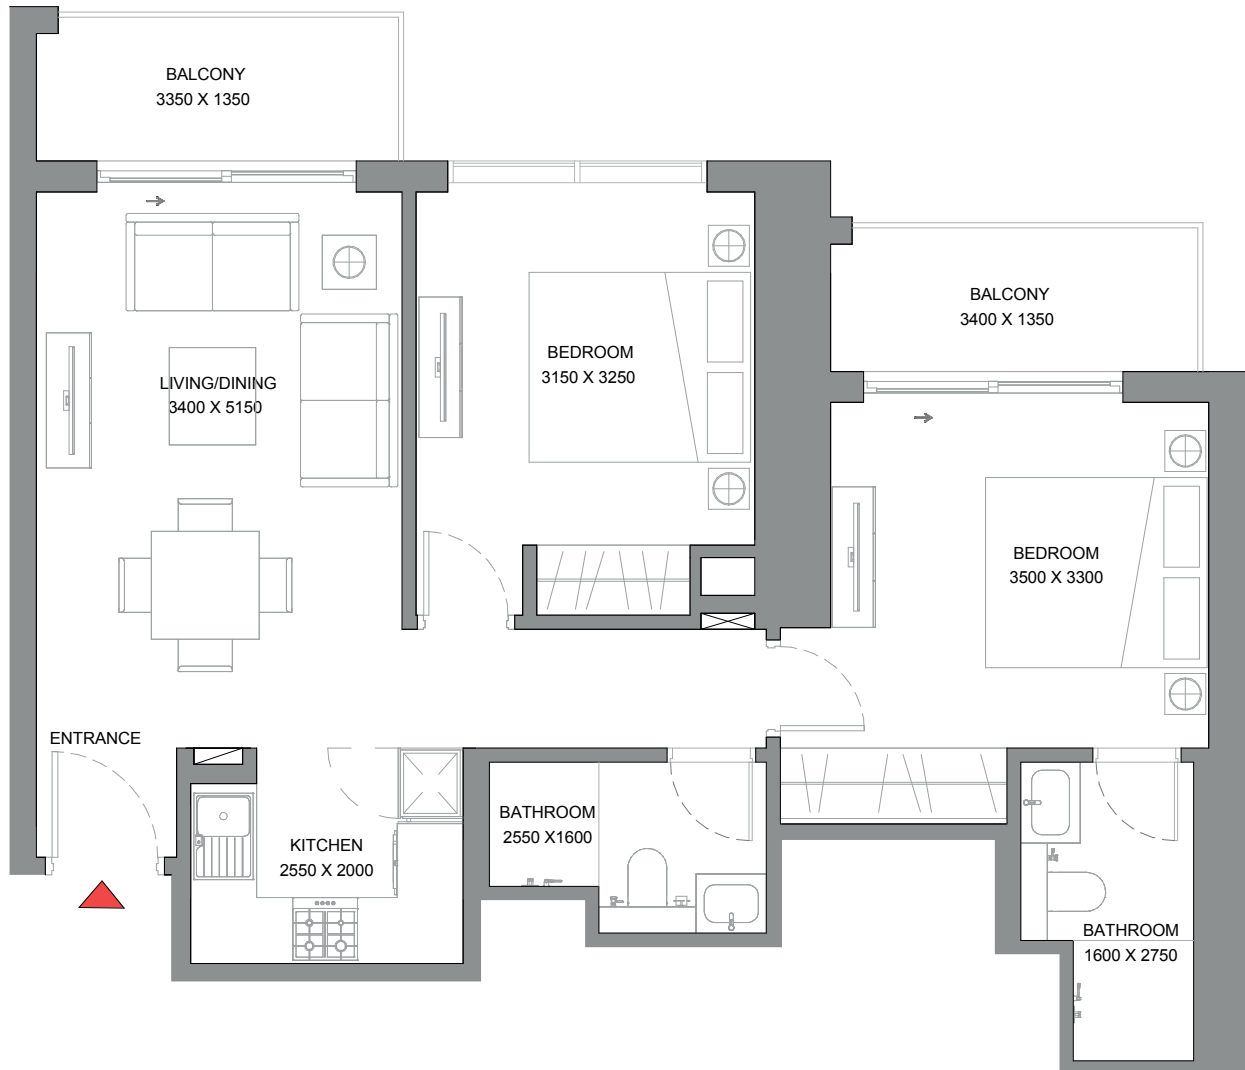 BALCONY
3350 X 1350
BALCONY
3400 X 1350
BEDROOM
3150 X 3250
LIVING/DINING
3400 X 5150
BEDROOM
3500 X 3300
ENTRANCE
BATHROOM
2550 X1600
KITCHEN
2550 X 2000
BATHROOM
1600 X 2750